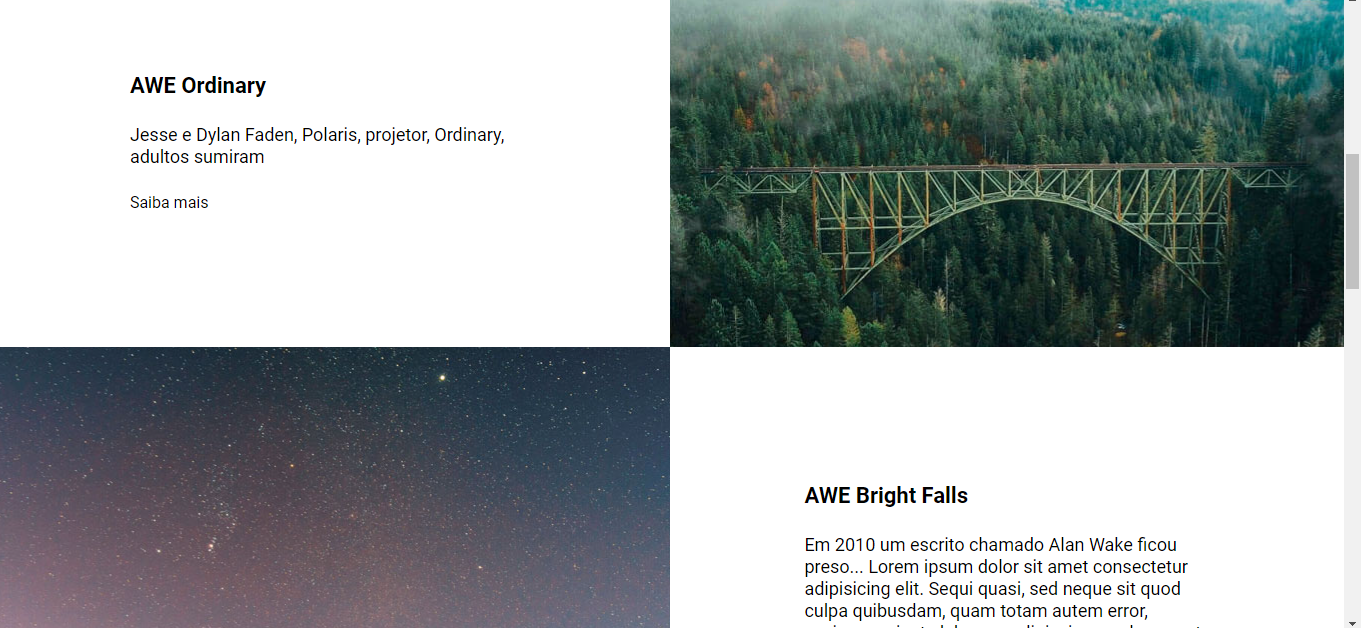 AWE Ordinary
Jesse e Dylan Faden, Polaris, projetor, Ordinary,
adultos sumiram
Saiba mais
AWE Bright Falls
Em 2010 um escrito chamado Alan Wake ficou
preso... Lorem ipsum dolor sit amet consectetur
adipisicing elit. Sequi quasi, sed neque sit quod
culpa quibusdam, quam totam autem error,